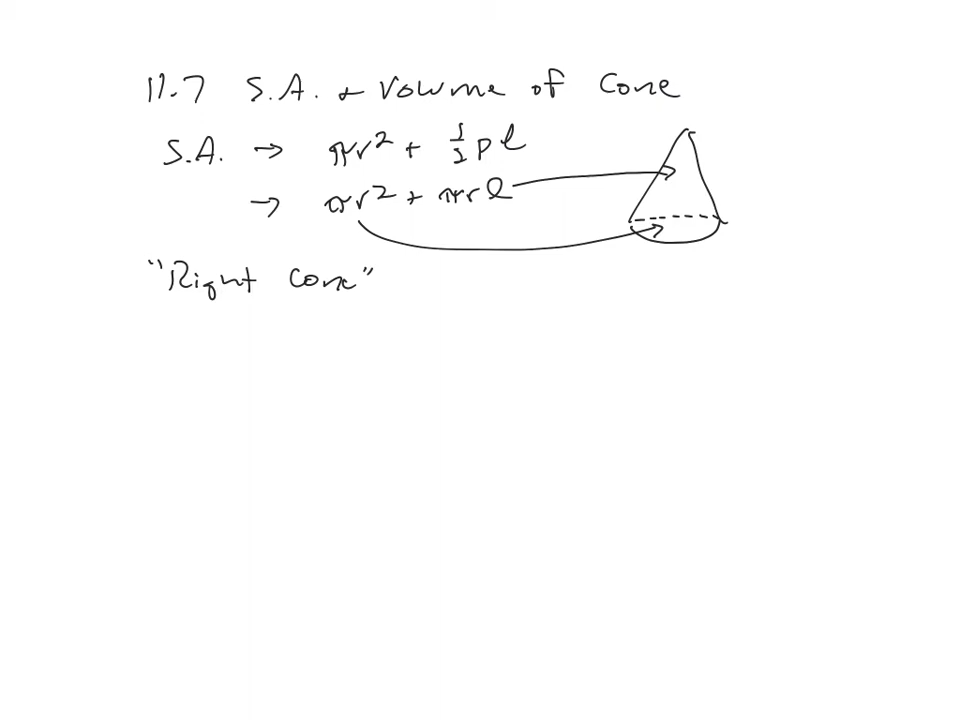 11.7 S.A. & Volume of Cone
S.A. → πr² + ½pl
→ πr² + πrl
"Right Cone"